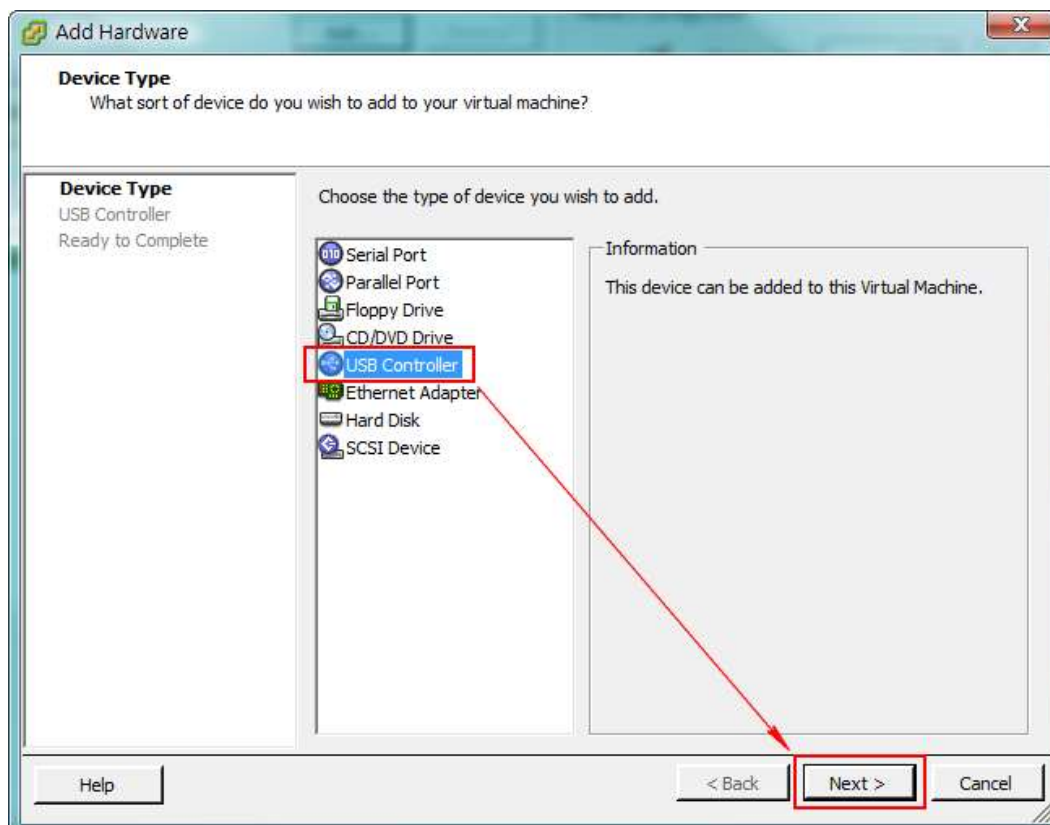 Add Hardware
Device Type
What sort of device do you wish to add to your virtual machine?
Device Type
USB Controller
Ready to Complete
Choose the type of device you wish to add.
Serial Port
Parallel Port
Floppy Drive
CD/DVD Drive
USB Controller
Ethernet Adapter
Hard Disk
SCSI Device
Information
This device can be added to this Virtual Machine.
Help
< Back
Next >
Cancel